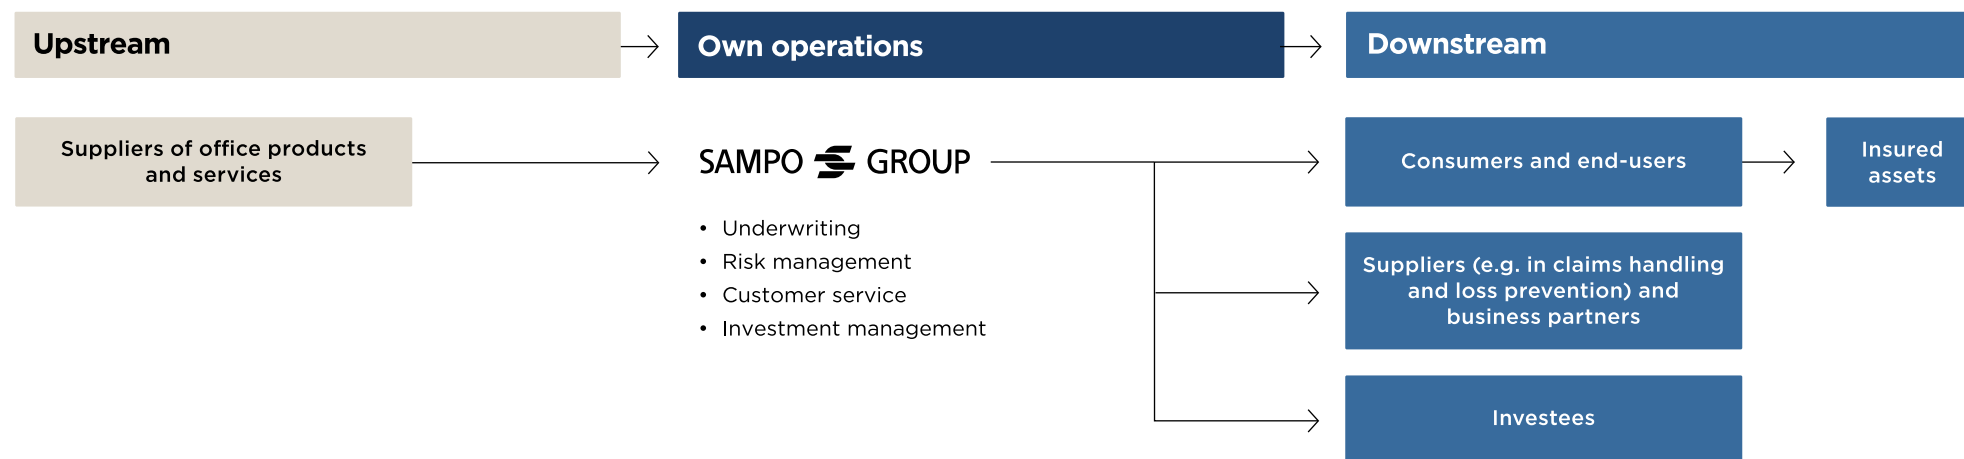 Upstream
Own operations
Downstream
Suppliers of office products
and services
SAMPO GROUP
• Underwriting
• Risk management
• Customer service
• Investment management
Consumers and end-users
Insured
assets
Suppliers (e.g. in claims handling
and loss prevention) and
business partners
Investees